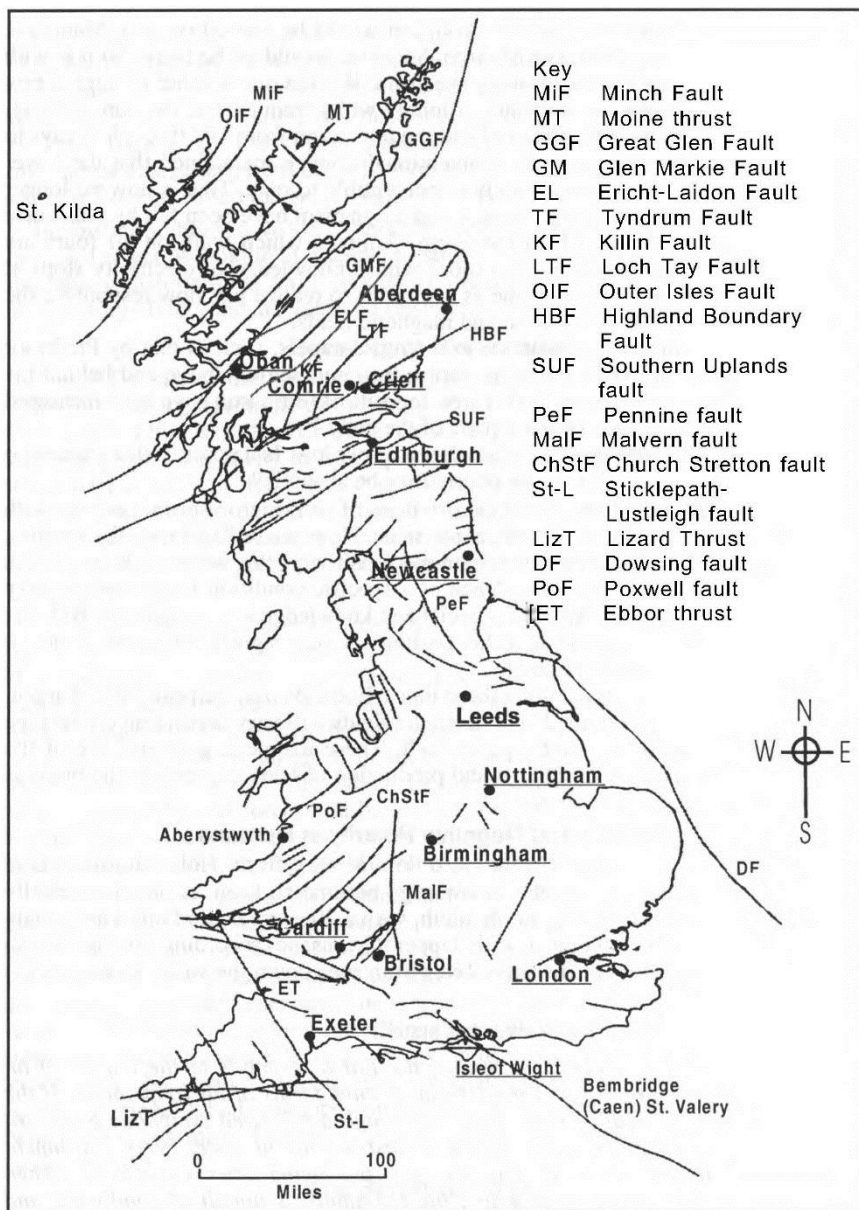 MiF
OiF
MT
GGF
St. Kilda
GMF
Aberdeen
ELF
LTF
HBF
Oban
KF
Comrie
Crieff
SUF
Edinburgh
Newcastle
PeF
Leeds
Nottingham
ChStF
PoF
Aberystwyth
Birmingham
DF
MalF
Cardiff
Bristol
London
ET
Exeter
Isleof Wight
Bembridge
(Caen) St. Valery
LizT
St-L
0 100
Miles
N
W E
S
Key
MiF Minch Fault
MT Moine thrust
GGF Great Glen Fault
GM Glen Markie Fault
EL Ericht-Laidon Fault
TF Tyndrum Fault
KF Killin Fault
LTF Loch Tay Fault
OIF Outer Isles Fault
HBF Highland Boundary
Fault
SUF Southern Uplands
fault
PeF Pennine fault
MalF Malvern fault
ChStF Church Stretton fault
St-L Sticklepath-
Lustleigh fault
LizT Lizard Thrust
DF Dowsing fault
PoF Poxwell fault
ET Ebbor thrust